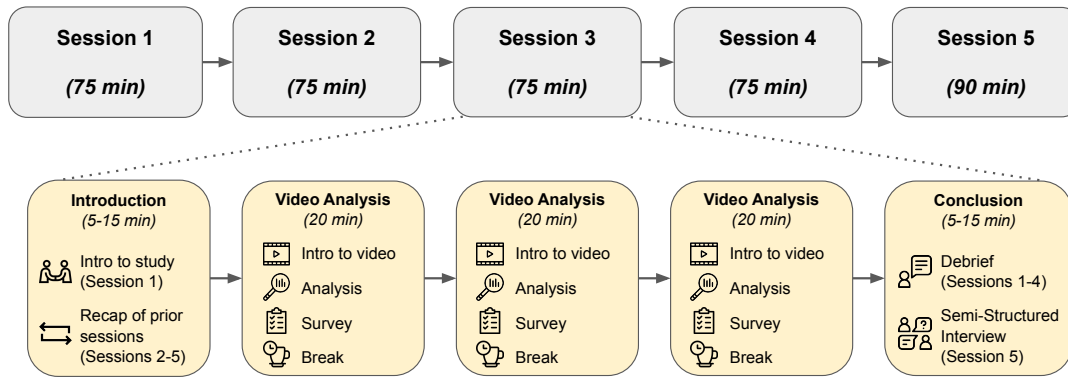 Session 1
(75 min)
Session 2
(75 min)
Session 3
(75 min)
Session 4
(75 min)
Session 5
(90 min)
Introduction
(5-15 min)
Intro to study
(Session 1)
Recap of prior
sessions
(Sessions 2-5)
Video Analysis
(20 min)
Intro to video
Analysis
Survey
Break
Video Analysis
(20 min)
Intro to video
Analysis
Survey
Break
Video Analysis
(20 min)
Intro to video
Analysis
Survey
Break
Conclusion
(5-15 min)
Debrief
(Sessions 1-4)
Semi-Structured
Interview
(Session 5)